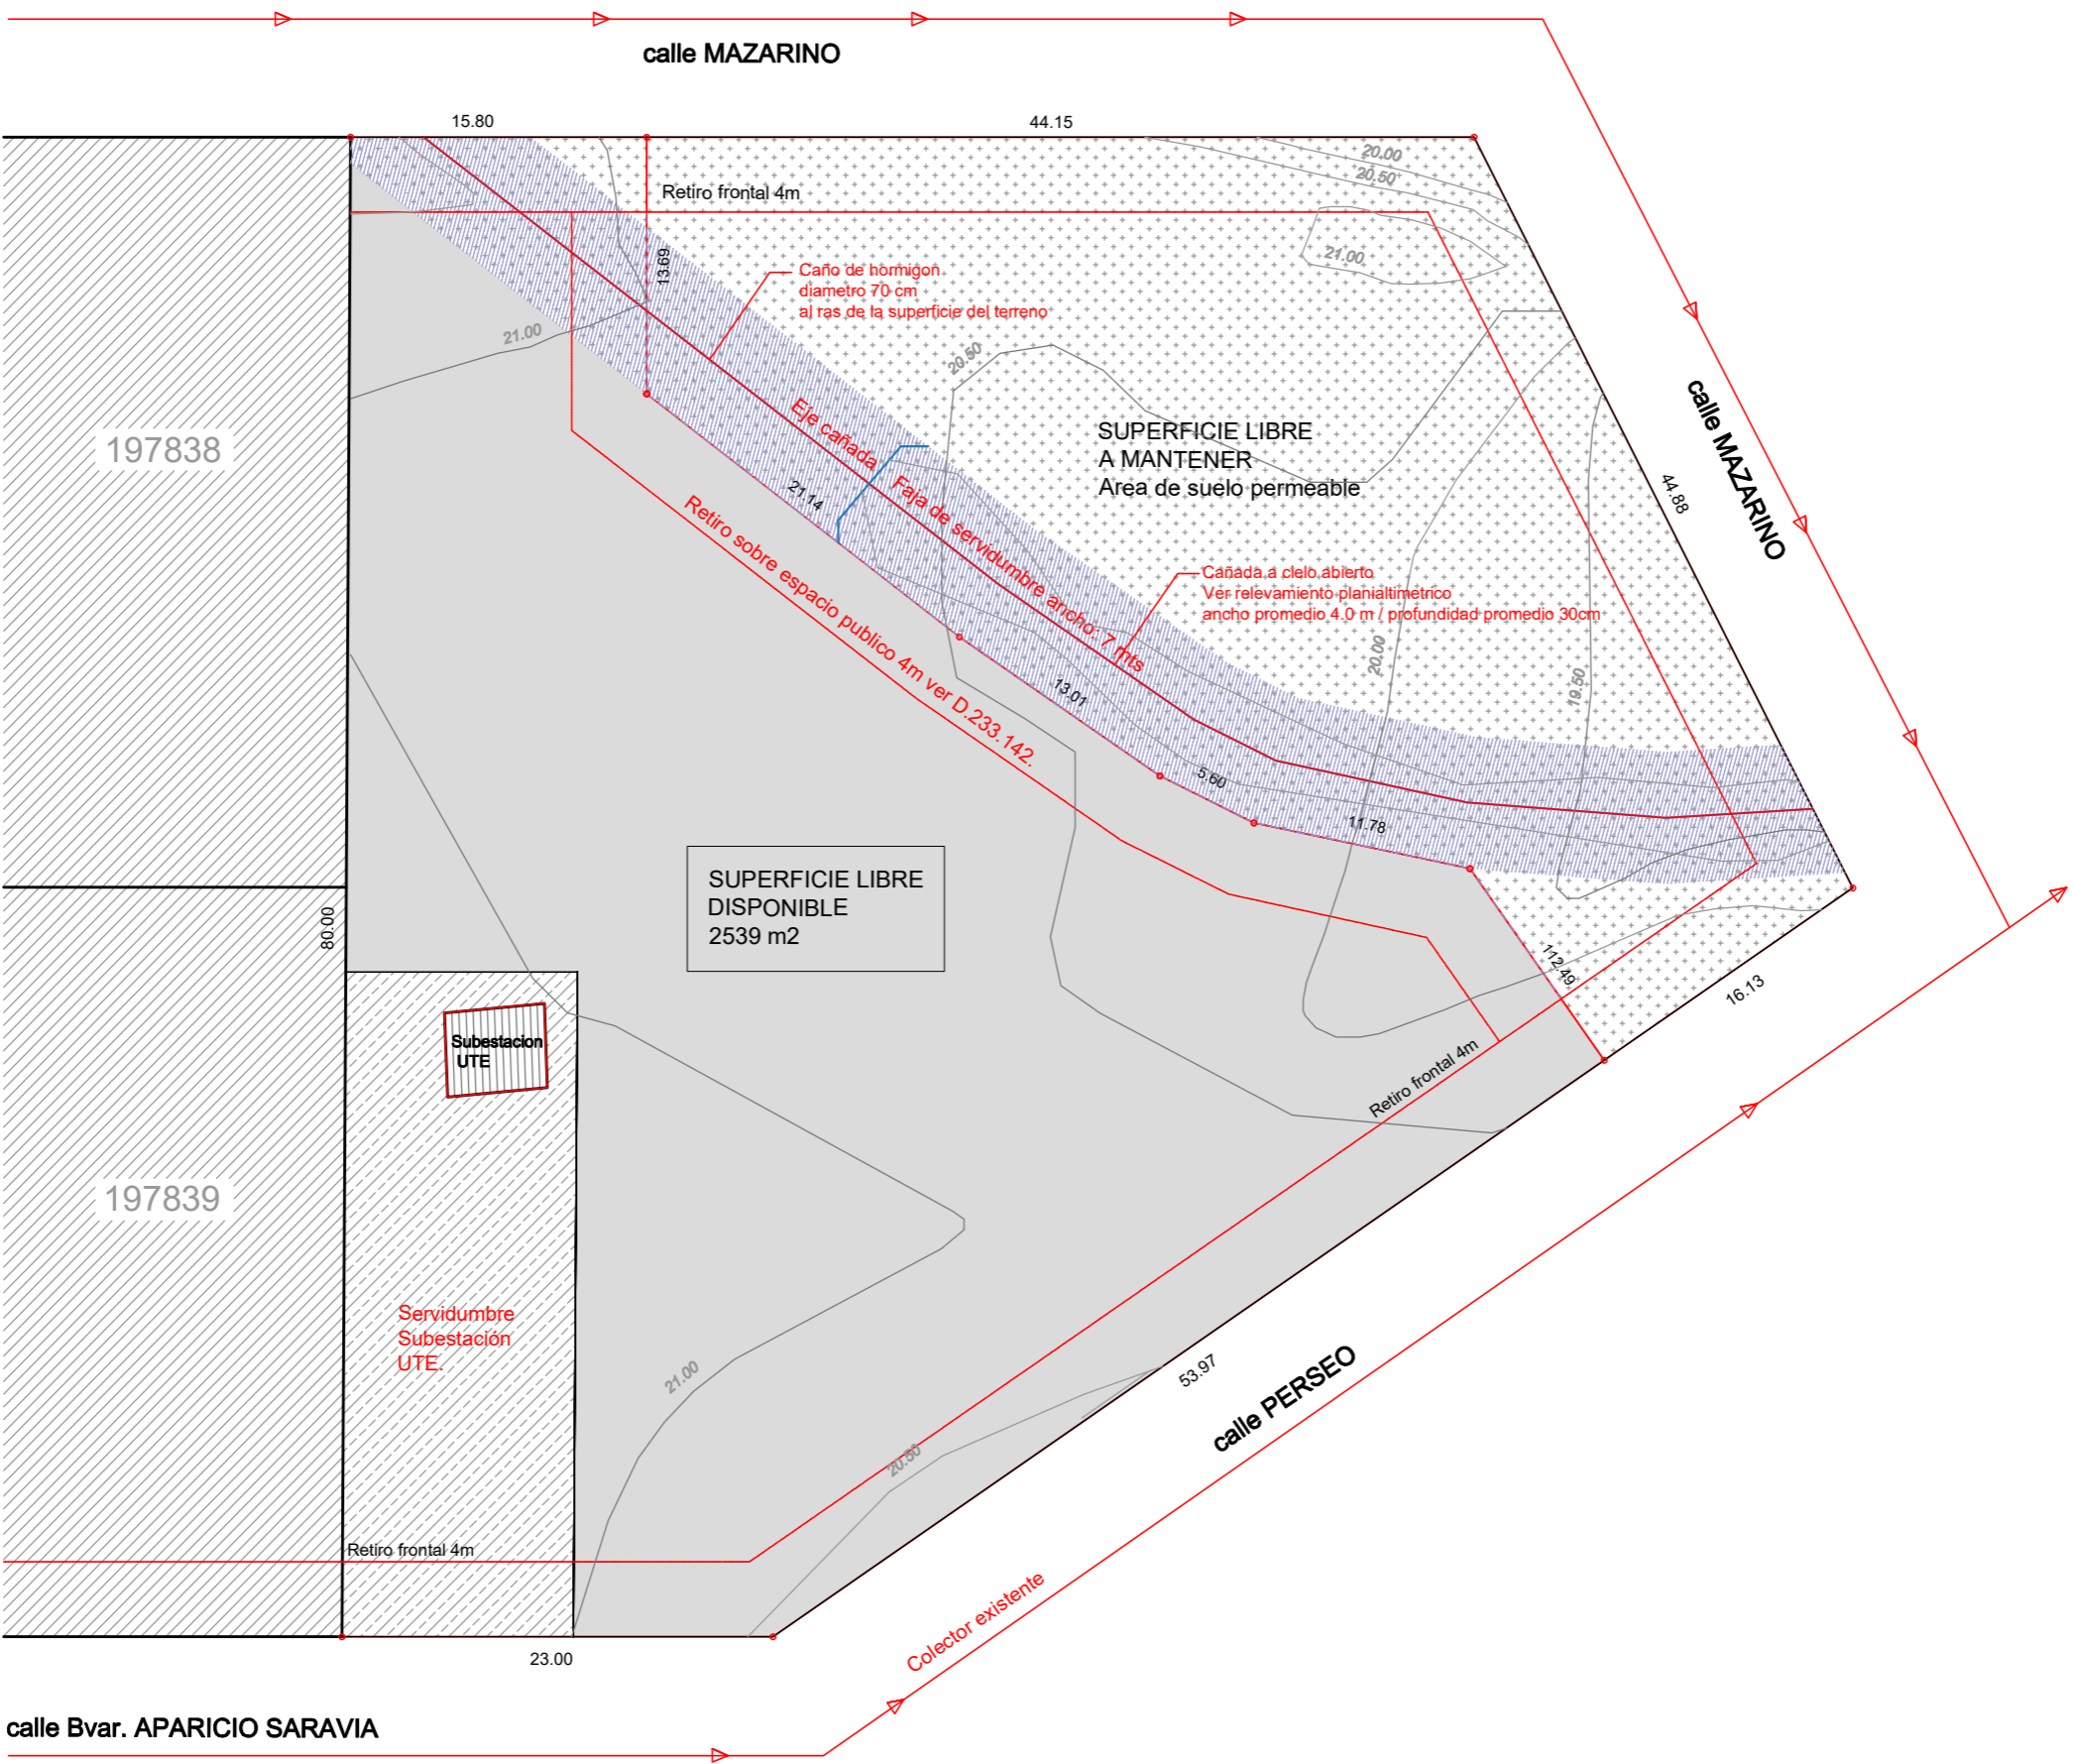 calle MAZARINO
15.80
44.15
20.00
20.50
Retiro frontal 4m
21.00
13.69
Caño de hormigon
diametro 70 cm
al ras de la superficie del terreno
21.00
20.50
calle MAZARINO
44.88
197838
Eje cañada
SUPERFICIE LIBRE
A MANTENER
Area de suelo permeable
21.14
Faja de servidumbre ancho: 7 mts
Retiro sobre espacio publico 4m ver D.233.142.
Cañada a cielo abierto
Ver relevamiento planialtimetrico
ancho promedio 4.0 m / profundidad promedio 30cm
20.00
19.50
13.01
5.60
11.78
SUPERFICIE LIBRE
DISPONIBLE
2539 m2
80.00
112.49
16.13
Subestacion
UTE
Retiro frontal 4m
197839
Servidumbre
Subestación
UTE.
21.00
53.97
calle PERSEO
20.50
Retiro frontal 4m
Colector existente
23.00
calle Bvar. APARICIO SARAVIA